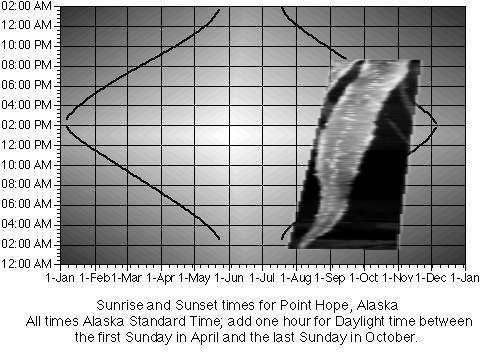 02:00 AM
12:00 AM
10:00 PM
08:00 PM
06:00 PM
04:00 PM
02:00 PM
12:00 PM
10:00 AM
08:00 AM
06:00 AM
04:00 AM
02:00 AM
12:00 AM
1-Jan 1-Feb 1-Mar 1-Apr 1-May 1-Jun 1-Jul 1-Aug 1-Sep 1-Oct 1-Nov 1-Dec 1-Jan
Sunrise and Sunset times for Point Hope, Alaska
All times Alaska Standard Time; add one hour for Daylight time between
the first Sunday in April and the last Sunday in October.